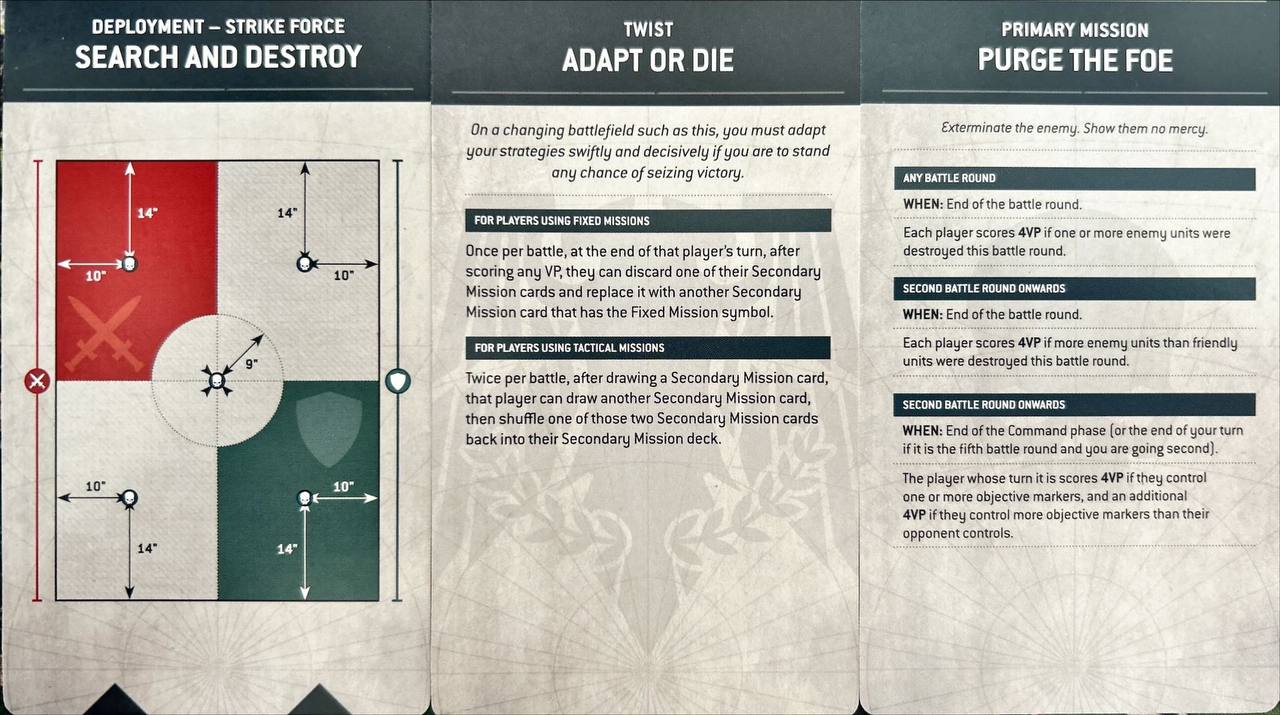 DEPLOYMENT – STRIKE FORCE
SEARCH AND DESTROY
14"
14"
10"
10"
9"
10"
10"
14"
14"
TWIST
ADAPT OR DIE
On a changing battlefield such as this, you must adapt
your strategies swiftly and decisively if you are to stand
any chance of seizing victory.
FOR PLAYERS USING FIXED MISSIONS
Once per battle, at the end of that player's turn, after
scoring any VP, they can discard one of their Secondary
Mission cards and replace it with another Secondary
Mission card that has the Fixed Mission symbol.
FOR PLAYERS USING TACTICAL MISSIONS
Twice per battle, after drawing a Secondary Mission card,
that player can draw another Secondary Mission card,
then shuffle one of those two Secondary Mission cards
back into their Secondary Mission deck.
PRIMARY MISSION
PURGE THE FOE
Exterminate the enemy. Show them no mercy.
ANY BATTLE ROUND
WHEN: End of the battle round.
Each player scores 4VP if one or more enemy units were
destroyed this battle round.
SECOND BATTLE ROUND ONWARDS
WHEN: End of the battle round.
Each player scores 4VP if more enemy units than friendly
units were destroyed this battle round.
SECOND BATTLE ROUND ONWARDS
WHEN: End of the Command phase (or the end of your turn
if it is the fifth battle round and you are going second).
The player whose turn it is scores 4VP if they control
one or more objective markers, and an additional
4VP if they control more objective markers than their
opponent controls.